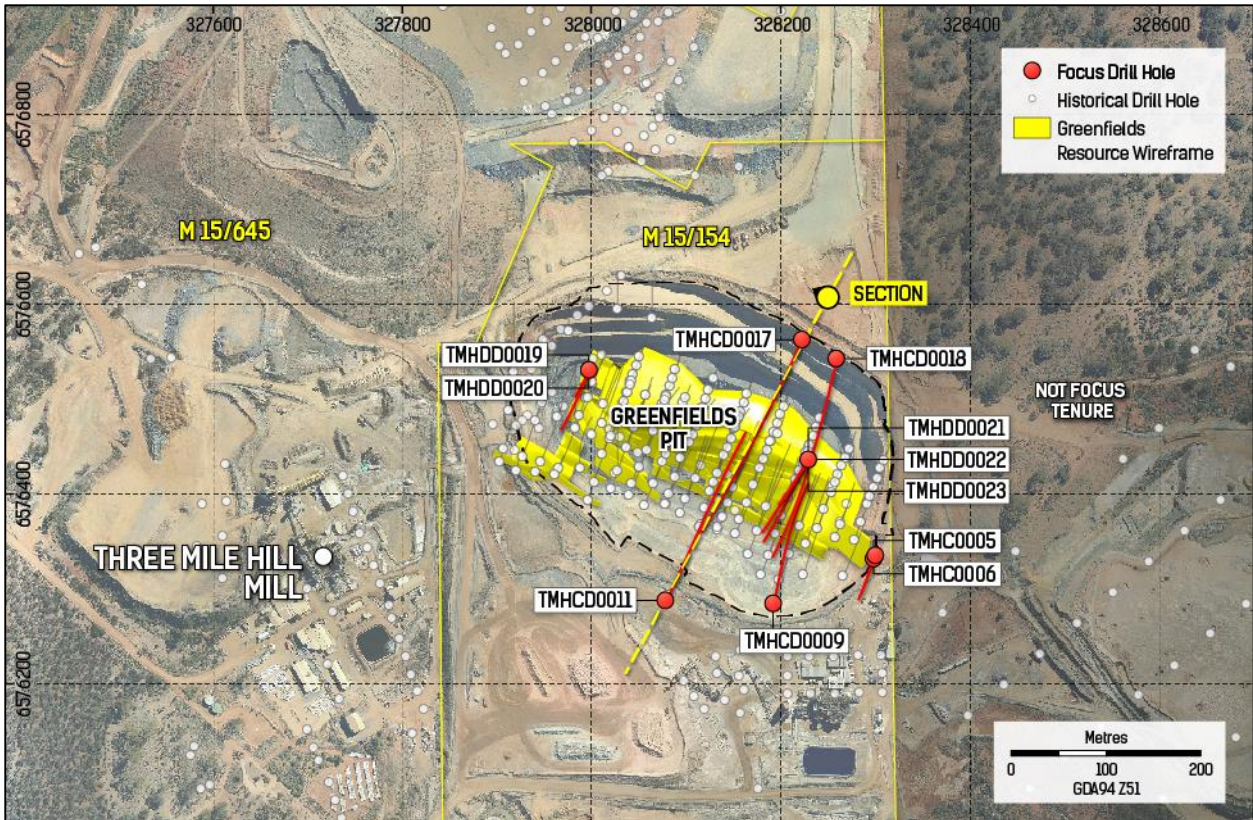 327600
327800
328000
328200
328400
328600
6576800
6576600
6576400
6576200
Focus Drill Hole
Historical Drill Hole
Greenfields
Resource Wireframe
M 15/645
M 15/154
SECTION
TMHCD0017
TMHCD0018
TMHDD0019
TMHDD0020
GREENFIELDS
PIT
NOT FOCUS
TENURE
TMHDD0021
TMHDD0022
TMHDD0023
TMHC0005
TMHC0006
THREE MILE HILL
MILL
TMHCD0011
TMHCD0009
Metres
0 100 200
GDA94 Z51